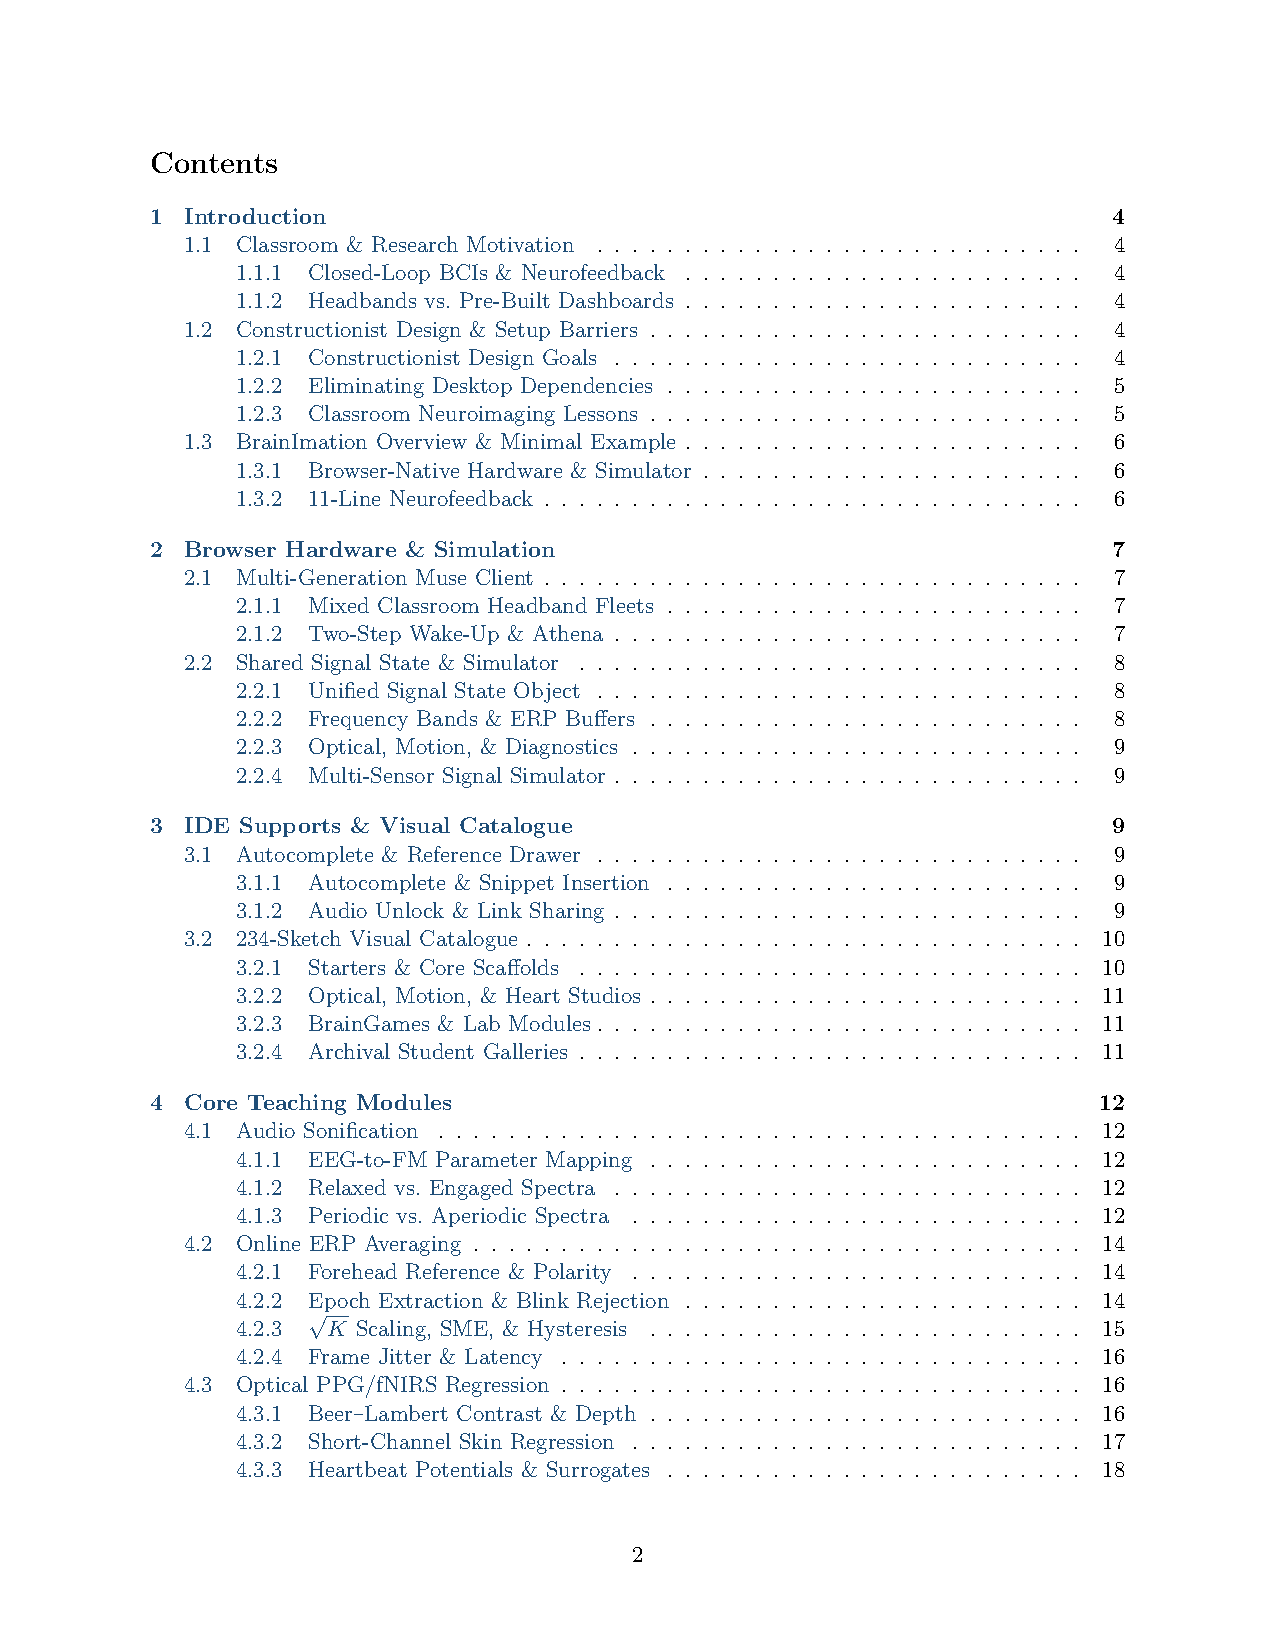 Contents
1 Introduction 4
1.1 Classroom & Research Motivation . . . . . . . . . . . . . . . . . . . . . . . . . . . . 4
1.1.1 Closed-Loop BCIs & Neurofeedback . . . . . . . . . . . . . . . . . . . . . . . 4
1.1.2 Headbands vs. Pre-Built Dashboards . . . . . . . . . . . . . . . . . . . . . . . 4
1.2 Constructionist Design & Setup Barriers . . . . . . . . . . . . . . . . . . . . . . . . . 4
1.2.1 Constructionist Design Goals . . . . . . . . . . . . . . . . . . . . . . . . . . . 4
1.2.2 Eliminating Desktop Dependencies . . . . . . . . . . . . . . . . . . . . . . . . 5
1.2.3 Classroom Neuroimaging Lessons . . . . . . . . . . . . . . . . . . . . . . . . . 5
1.3 BrainImation Overview & Minimal Example . . . . . . . . . . . . . . . . . . . . . . . 6
1.3.1 Browser-Native Hardware & Simulator . . . . . . . . . . . . . . . . . . . . . . 6
1.3.2 11-Line Neurofeedback . . . . . . . . . . . . . . . . . . . . . . . . . . . . . . . 6
2 Browser Hardware & Simulation 7
2.1 Multi-Generation Muse Client . . . . . . . . . . . . . . . . . . . . . . . . . . . . . . . 7
2.1.1 Mixed Classroom Headband Fleets . . . . . . . . . . . . . . . . . . . . . . . . 7
2.1.2 Two-Step Wake-Up & Athena . . . . . . . . . . . . . . . . . . . . . . . . . . . 7
2.2 Shared Signal State & Simulator . . . . . . . . . . . . . . . . . . . . . . . . . . . . . 8
2.2.1 Unified Signal State Object . . . . . . . . . . . . . . . . . . . . . . . . . . . . 8
2.2.2 Frequency Bands & ERP Buffers . . . . . . . . . . . . . . . . . . . . . . . . . 8
2.2.3 Optical, Motion, & Diagnostics . . . . . . . . . . . . . . . . . . . . . . . . . . 9
2.2.4 Multi-Sensor Signal Simulator . . . . . . . . . . . . . . . . . . . . . . . . . . . 9
3 IDE Supports & Visual Catalogue 9
3.1 Autocomplete & Reference Drawer . . . . . . . . . . . . . . . . . . . . . . . . . . . . 9
3.1.1 Autocomplete & Snippet Insertion . . . . . . . . . . . . . . . . . . . . . . . . 9
3.1.2 Audio Unlock & Link Sharing . . . . . . . . . . . . . . . . . . . . . . . . . . . 9
3.2 234-Sketch Visual Catalogue . . . . . . . . . . . . . . . . . . . . . . . . . . . . . . . . 10
3.2.1 Starters & Core Scaffolds . . . . . . . . . . . . . . . . . . . . . . . . . . . . . 10
3.2.2 Optical, Motion, & Heart Studios . . . . . . . . . . . . . . . . . . . . . . . . . 11
3.2.3 BrainGames & Lab Modules . . . . . . . . . . . . . . . . . . . . . . . . . . . . 11
3.2.4 Archival Student Galleries . . . . . . . . . . . . . . . . . . . . . . . . . . . . . 11
4 Core Teaching Modules 12
4.1 Audio Sonification . . . . . . . . . . . . . . . . . . . . . . . . . . . . . . . . . . . . . 12
4.1.1 EEG-to-FM Parameter Mapping . . . . . . . . . . . . . . . . . . . . . . . . . 12
4.1.2 Relaxed vs. Engaged Spectra . . . . . . . . . . . . . . . . . . . . . . . . . . . 12
4.1.3 Periodic vs. Aperiodic Spectra . . . . . . . . . . . . . . . . . . . . . . . . . . 12
4.2 Online ERP Averaging . . . . . . . . . . . . . . . . . . . . . . . . . . . . . . . . . . . 14
4.2.1 Forehead Reference & Polarity . . . . . . . . . . . . . . . . . . . . . . . . . . 14
4.2.2 Epoch Extraction & Blink Rejection . . . . . . . . . . . . . . . . . . . . . . . 14
4.2.3 √K Scaling, SME, & Hysteresis . . . . . . . . . . . . . . . . . . . . . . . . . 15
4.2.4 Frame Jitter & Latency . . . . . . . . . . . . . . . . . . . . . . . . . . . . . . 16
4.3 Optical PPG/fNIRS Regression . . . . . . . . . . . . . . . . . . . . . . . . . . . . . . 16
4.3.1 Beer–Lambert Contrast & Depth . . . . . . . . . . . . . . . . . . . . . . . . . 16
4.3.2 Short-Channel Skin Regression . . . . . . . . . . . . . . . . . . . . . . . . . . 17
4.3.3 Heartbeat Potentials & Surrogates . . . . . . . . . . . . . . . . . . . . . . . . 18
2